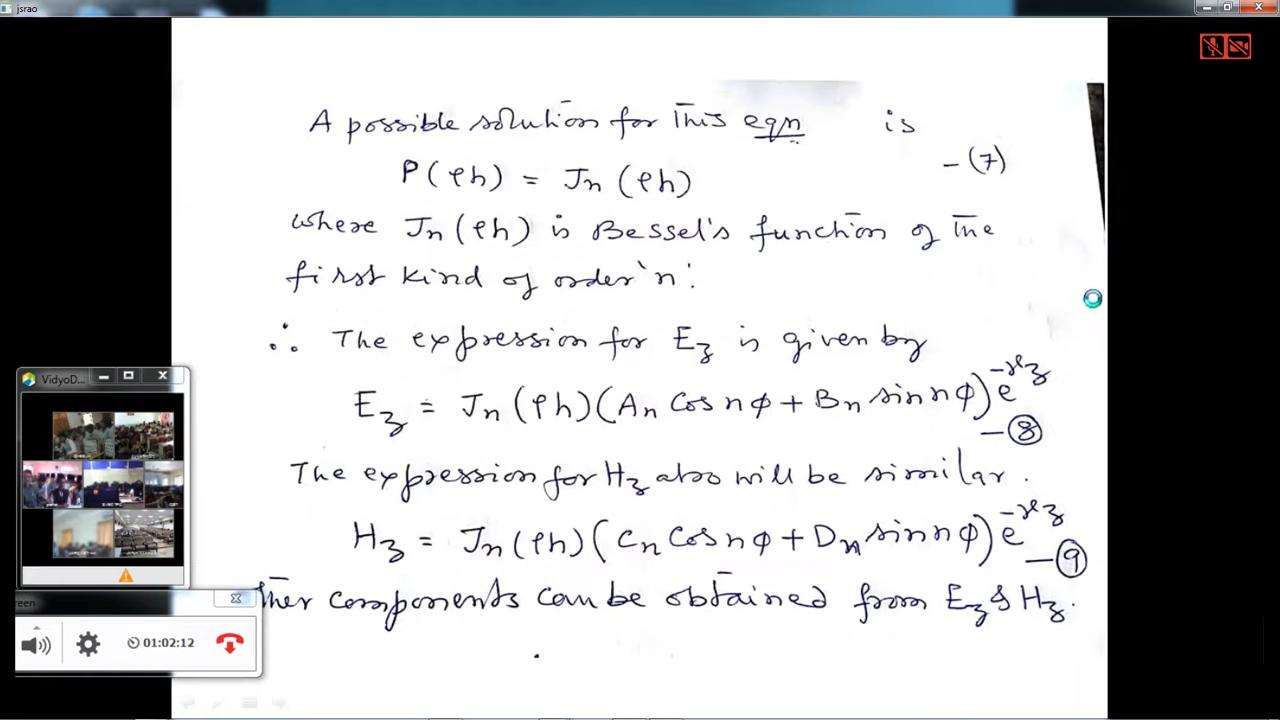 jsrao
A possible solution for this eqn is
P(ρh) = Jn(ρh) -(7)
where Jn(ρh) is Bessel's function of the
first kind of order 'n'.
∴ The expression for Ez is given by
Ez = Jn(ρh)(An cos nφ + Bn sin nφ) e^-γz
-⑧
The expression for Hz also will be similar.
Hz = Jn(ρh)(Cn cos nφ + Dn sin nφ) e^-γz
-⑨
ther components can be obtained from Ez & Hz.
VidyoD...
reen
01:02:12